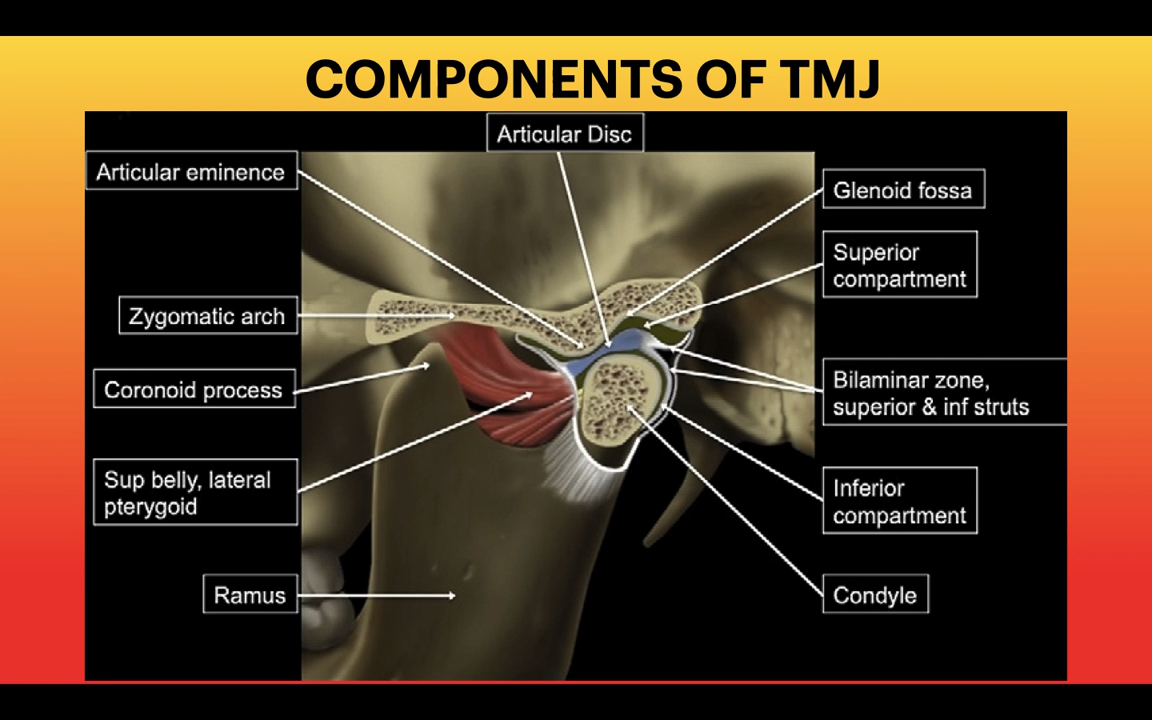 COMPONENTS OF TMJ
Articular Disc
Articular eminence
Glenoid fossa
Superior
compartment
Zygomatic arch
Coronoid process
Bilaminar zone,
superior & inf struts
Sup belly, lateral
pterygoid
Inferior
compartment
Ramus
Condyle